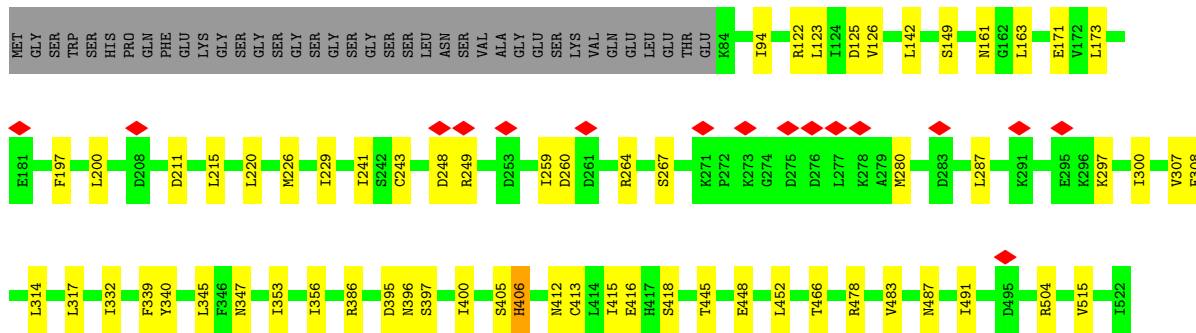 MET GLY SER TRP SER HIS PRO GLN PHE GLU LYS GLY SER GLY GLY SER GLY SER GLY SER GLY SER SER LEU ASN SER VAL ALA GLY GLU SER LYS VAL GLN GLU LEU GLU THR GLU K84 I94 R122 L123 I124 D125 V126 L142 S149 N161 G162 L163 E171 V172 L173
E181 F197 L200 D208 D211 L215 L220 M226 I229 I241 S242 C243 D248 R249 D253 I259 D260 D261 R264 S267 K271 P272 K273 G274 D275 D276 L277 K278 A279 M280 D283 L287 K291 E295 K296 K297 I300 V307
L314 L317 I332 F339 Y340 L345 F346 N347 I353 I356 R386 D395 N396 S397 I400 S405 H406 N412 C413 L414 I415 E416 H417 S418 T445 E448 L452 T466 R478 V483 N487 I491 D495 R504 V515 I522